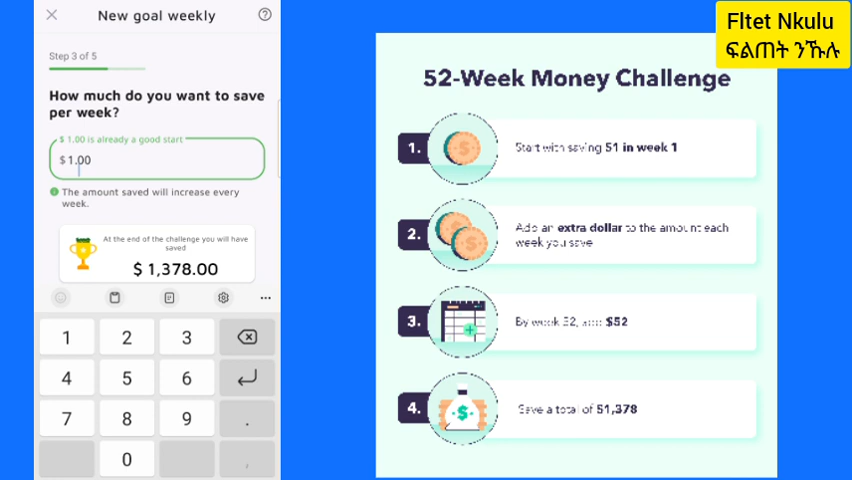 New goal weekly
Step 3 of 5
How much do you want to save
per week?
$ 1.00 is already a good start
$ 1.00
The amount saved will increase every
week.
At the end of the challenge you will have
saved
$ 1,378.00
1
2
3
4
5
6
7
8
9
.
0
,
Fltet Nkulu
ፍልጠት ንኹሉ
52-Week Money Challenge
1.
Start with saving $1 in week 1
2.
Add an extra dollar to the amount each
week you save
3.
By week 52, $52
4.
Save a total of $1,378